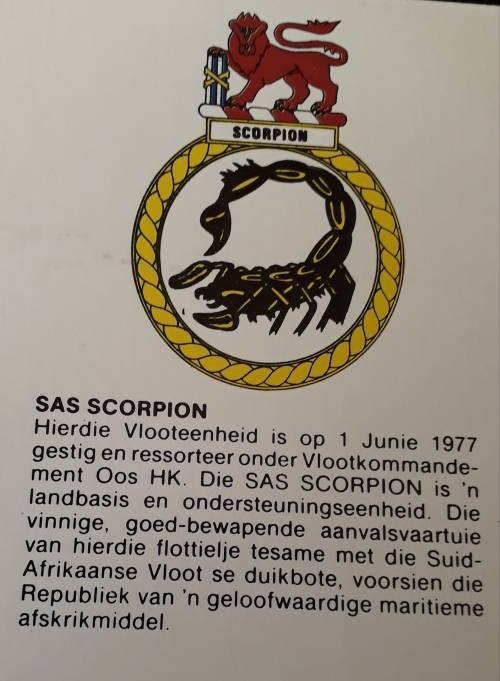 SCORPION
SAS SCORPION
Hierdie Vlooteenheid is op 1 Junie 1977
gestig en ressorteer onder Vlootkommande-
ment Oos HK. Die SAS SCORPION is 'n
landbasis en ondersteuningseenheid. Die
vinnige, goed-bewapende aanvalsvaartuie
van hierdie flottielje tesame met die Suid-
Afrikaanse Vloot se duikbote, voorsien die
Republiek van 'n geloofwaardige maritieme
afskrikmiddel.